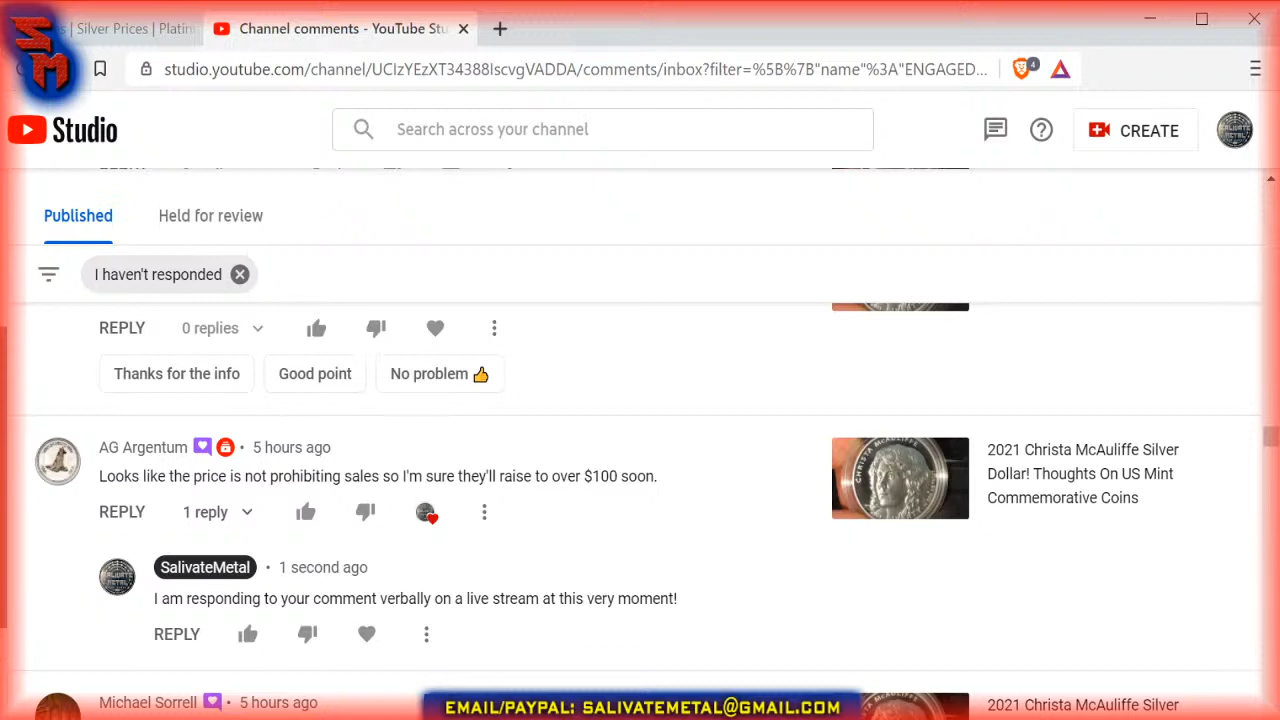 SM
| Silver Prices | Platin
Channel comments - YouTube Stu
studio.youtube.com/channel/UCIzYEzXT34388IscvgVADDA/comments/inbox?filter=%5B%7B"name"%3A"ENGAGED...
4
Studio
Search across your channel
CREATE
Published
Held for review
I haven't responded
REPLY
0 replies
Thanks for the info
Good point
No problem 👍
AG Argentum • 5 hours ago
Looks like the price is not prohibiting sales so I'm sure they'll raise to over $100 soon.
REPLY
1 reply
CHRISTA MCAULIFFE
2021 Christa McAuliffe Silver
Dollar! Thoughts On US Mint
Commemorative Coins
SalivateMetal • 1 second ago
I am responding to your comment verbally on a live stream at this very moment!
REPLY
Michael Sorrell • 5 hours ago
2021 Christa McAuliffe Silver
EMAIL/PAYPAL: SALIVATEMETAL@GMAIL.COM